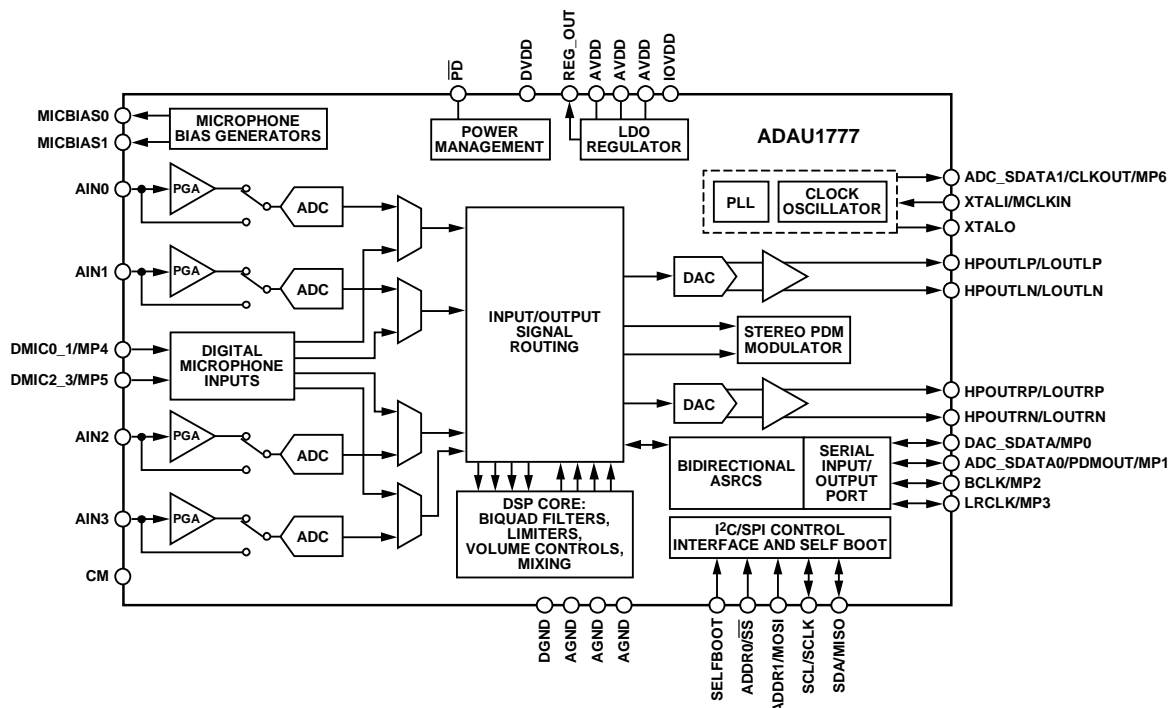 PD
DVDD
REG_OUT
AVDD
AVDD
AVDD
IOVDD
MICBIAS0
MICBIAS1
MICROPHONE
BIAS GENERATORS
POWER
MANAGEMENT
LDO
REGULATOR
ADAU1777
AIN0
PGA
ADC
AIN1
PGA
ADC
DMIC0_1/MP4
DMIC2_3/MP5
DIGITAL
MICROPHONE
INPUTS
AIN2
PGA
ADC
AIN3
PGA
ADC
CM
INPUT/OUTPUT
SIGNAL
ROUTING
DSP CORE:
BIQUAD FILTERS,
LIMITERS,
VOLUME CONTROLS,
MIXING
PLL
CLOCK
OSCILLATOR
ADC_SDATA1/CLKOUT/MP6
XTALI/MCLKIN
XTALO
DAC
HPOUTLP/LOUTLP
HPOUTLN/LOUTLN
STEREO PDM
MODULATOR
DAC
HPOUTRP/LOUTRP
HPOUTRN/LOUTRN
BIDIRECTIONAL
ASRCS
SERIAL
INPUT/
OUTPUT
PORT
DAC_SDATA/MP0
ADC_SDATA0/PDMOUT/MP1
BCLK/MP2
LRCLK/MP3
I2C/SPI CONTROL
INTERFACE AND SELF BOOT
DGND
AGND
AGND
AGND
SELFBOOT
ADDR0/SS
ADDR1/MOSI
SCL/SCLK
SDA/MISO